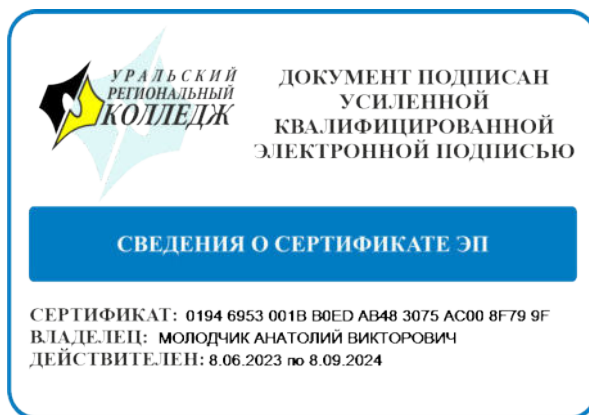 УРАЛЬСКИЙ
РЕГИОНАЛЬНЫЙ
КОЛЛЕДЖ
ДОКУМЕНТ ПОДПИСАН
УСИЛЕННОЙ
КВАЛИФИЦИРОВАННОЙ
ЭЛЕКТРОННОЙ ПОДПИСЬЮ
СВЕДЕНИЯ О СЕРТИФИКАТЕ ЭП
СЕРТИФИКАТ: 0194 6953 001B B0ED AB48 3075 AC00 8F79 9F
ВЛАДЕЛЕЦ: МОЛОДЧИК АНАТОЛИЙ ВИКТОРОВИЧ
ДЕЙСТВИТЕЛЕН: 8.06.2023 по 8.09.2024